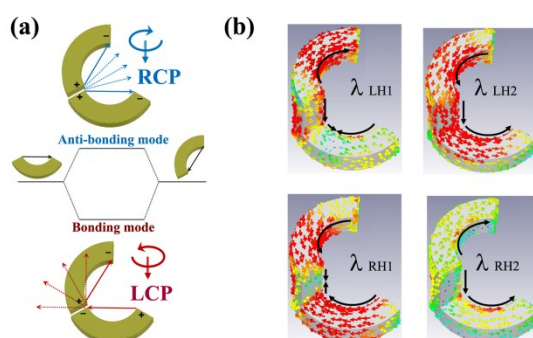 (a)
RCP
Anti-bonding mode
Bonding mode
LCP
(b)
λ LH1
λ LH2
λ RH1
λ RH2